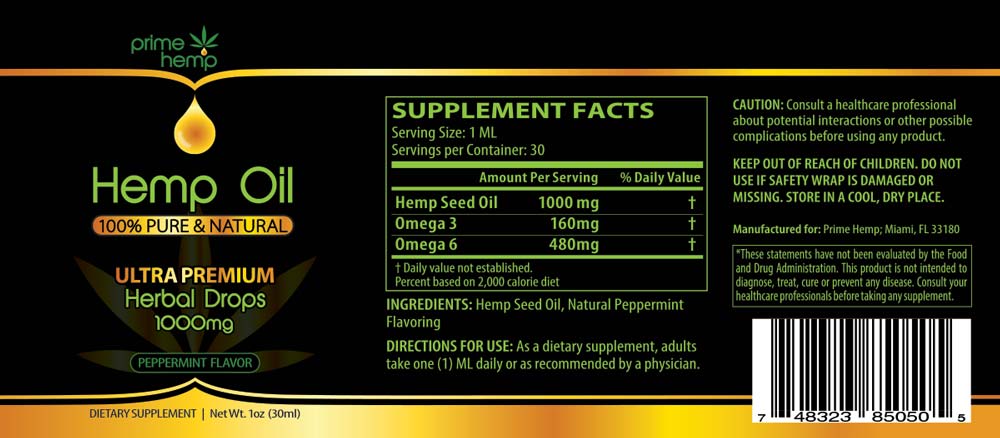 prime
hemp
Hemp Oil
100% PURE & NATURAL
ULTRA PREMIUM
Herbal Drops
1000mg
PEPPERMINT FLAVOR
DIETARY SUPPLEMENT | Net Wt. 1oz (30ml)
SUPPLEMENT FACTS
Serving Size: 1 ML
Servings per Container: 30
Amount Per Serving % Daily Value
Hemp Seed Oil 1000 mg †
Omega 3 160mg †
Omega 6 480mg †
† Daily value not established.
Percent based on 2,000 calorie diet
INGREDIENTS: Hemp Seed Oil, Natural Peppermint
Flavoring
DIRECTIONS FOR USE: As a dietary supplement, adults
take one (1) ML daily or as recommended by a physician.
CAUTION: Consult a healthcare professional
about potential interactions or other possible
complications before using any product.
KEEP OUT OF REACH OF CHILDREN. DO NOT
USE IF SAFETY WRAP IS DAMAGED OR
MISSING. STORE IN A COOL, DRY PLACE.
Manufactured for: Prime Hemp; Miami, FL 33180
*These statements have not been evaluated by the Food
and Drug Administration. This product is not intended to
diagnose, treat, cure or prevent any disease. Consult your
healthcare professionals before taking any supplement.
7 48323 85050 5